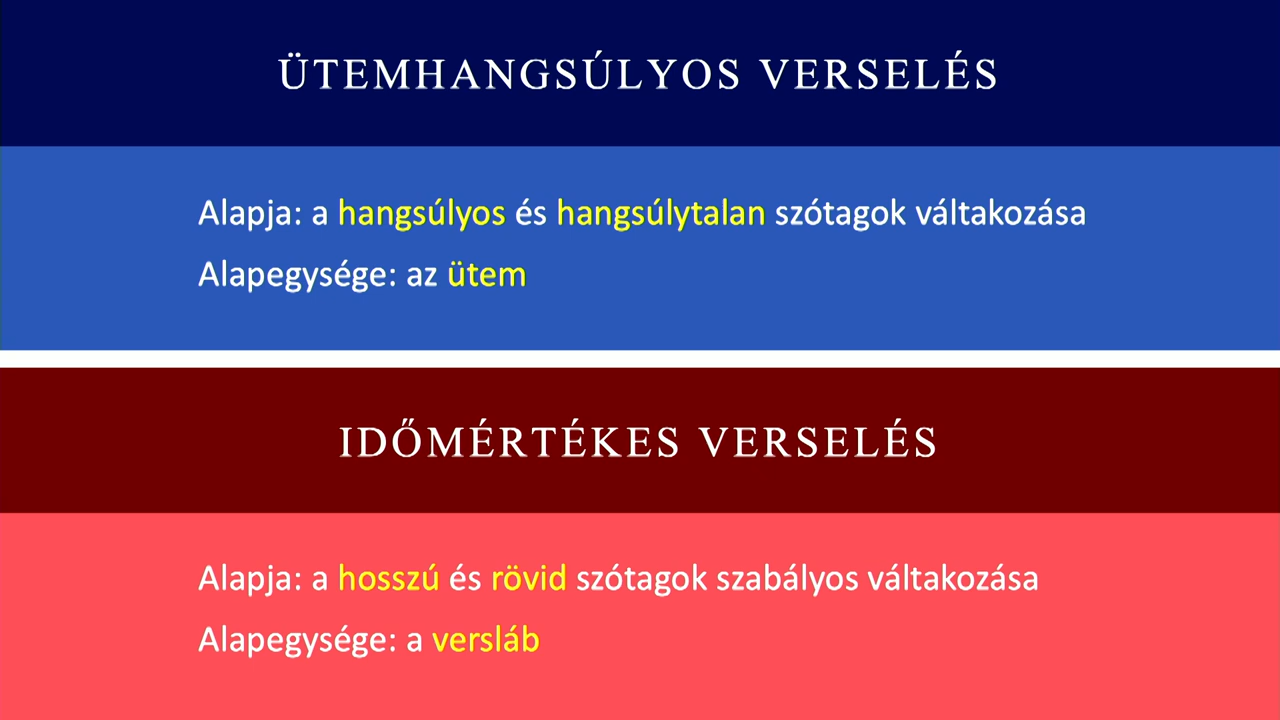 ÜTEMHANGSÚLYOS VERSELÉS
Alapja: a hangsúlyos és hangsúlytalan szótagok váltakozása
Alapegysége: az ütem
IDŐMÉRTÉKES VERSELÉS
Alapja: a hosszú és rövid szótagok szabályos váltakozása
Alapegysége: a versláb